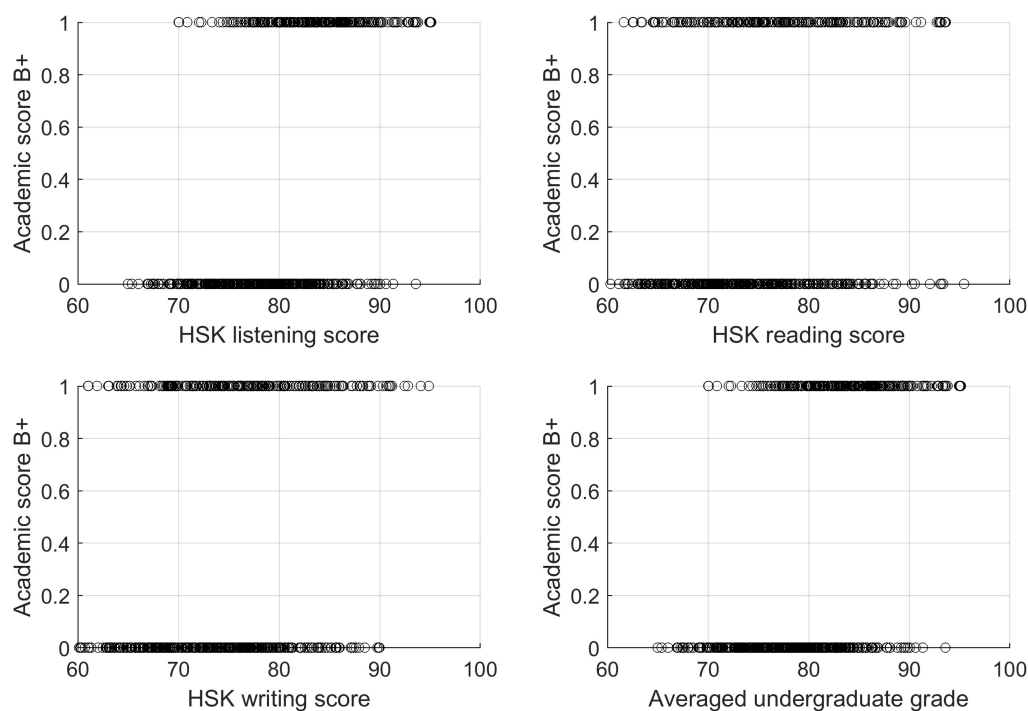 1
0.8
0.6
0.4
0.2
0
Academic score B+
60 70 80 90 100
HSK listening score
1
0.8
0.6
0.4
0.2
0
Academic score B+
60 70 80 90 100
HSK reading score
1
0.8
0.6
0.4
0.2
0
Academic score B+
60 70 80 90 100
HSK writing score
1
0.8
0.6
0.4
0.2
0
Academic score B+
60 70 80 90 100
Averaged undergraduate grade